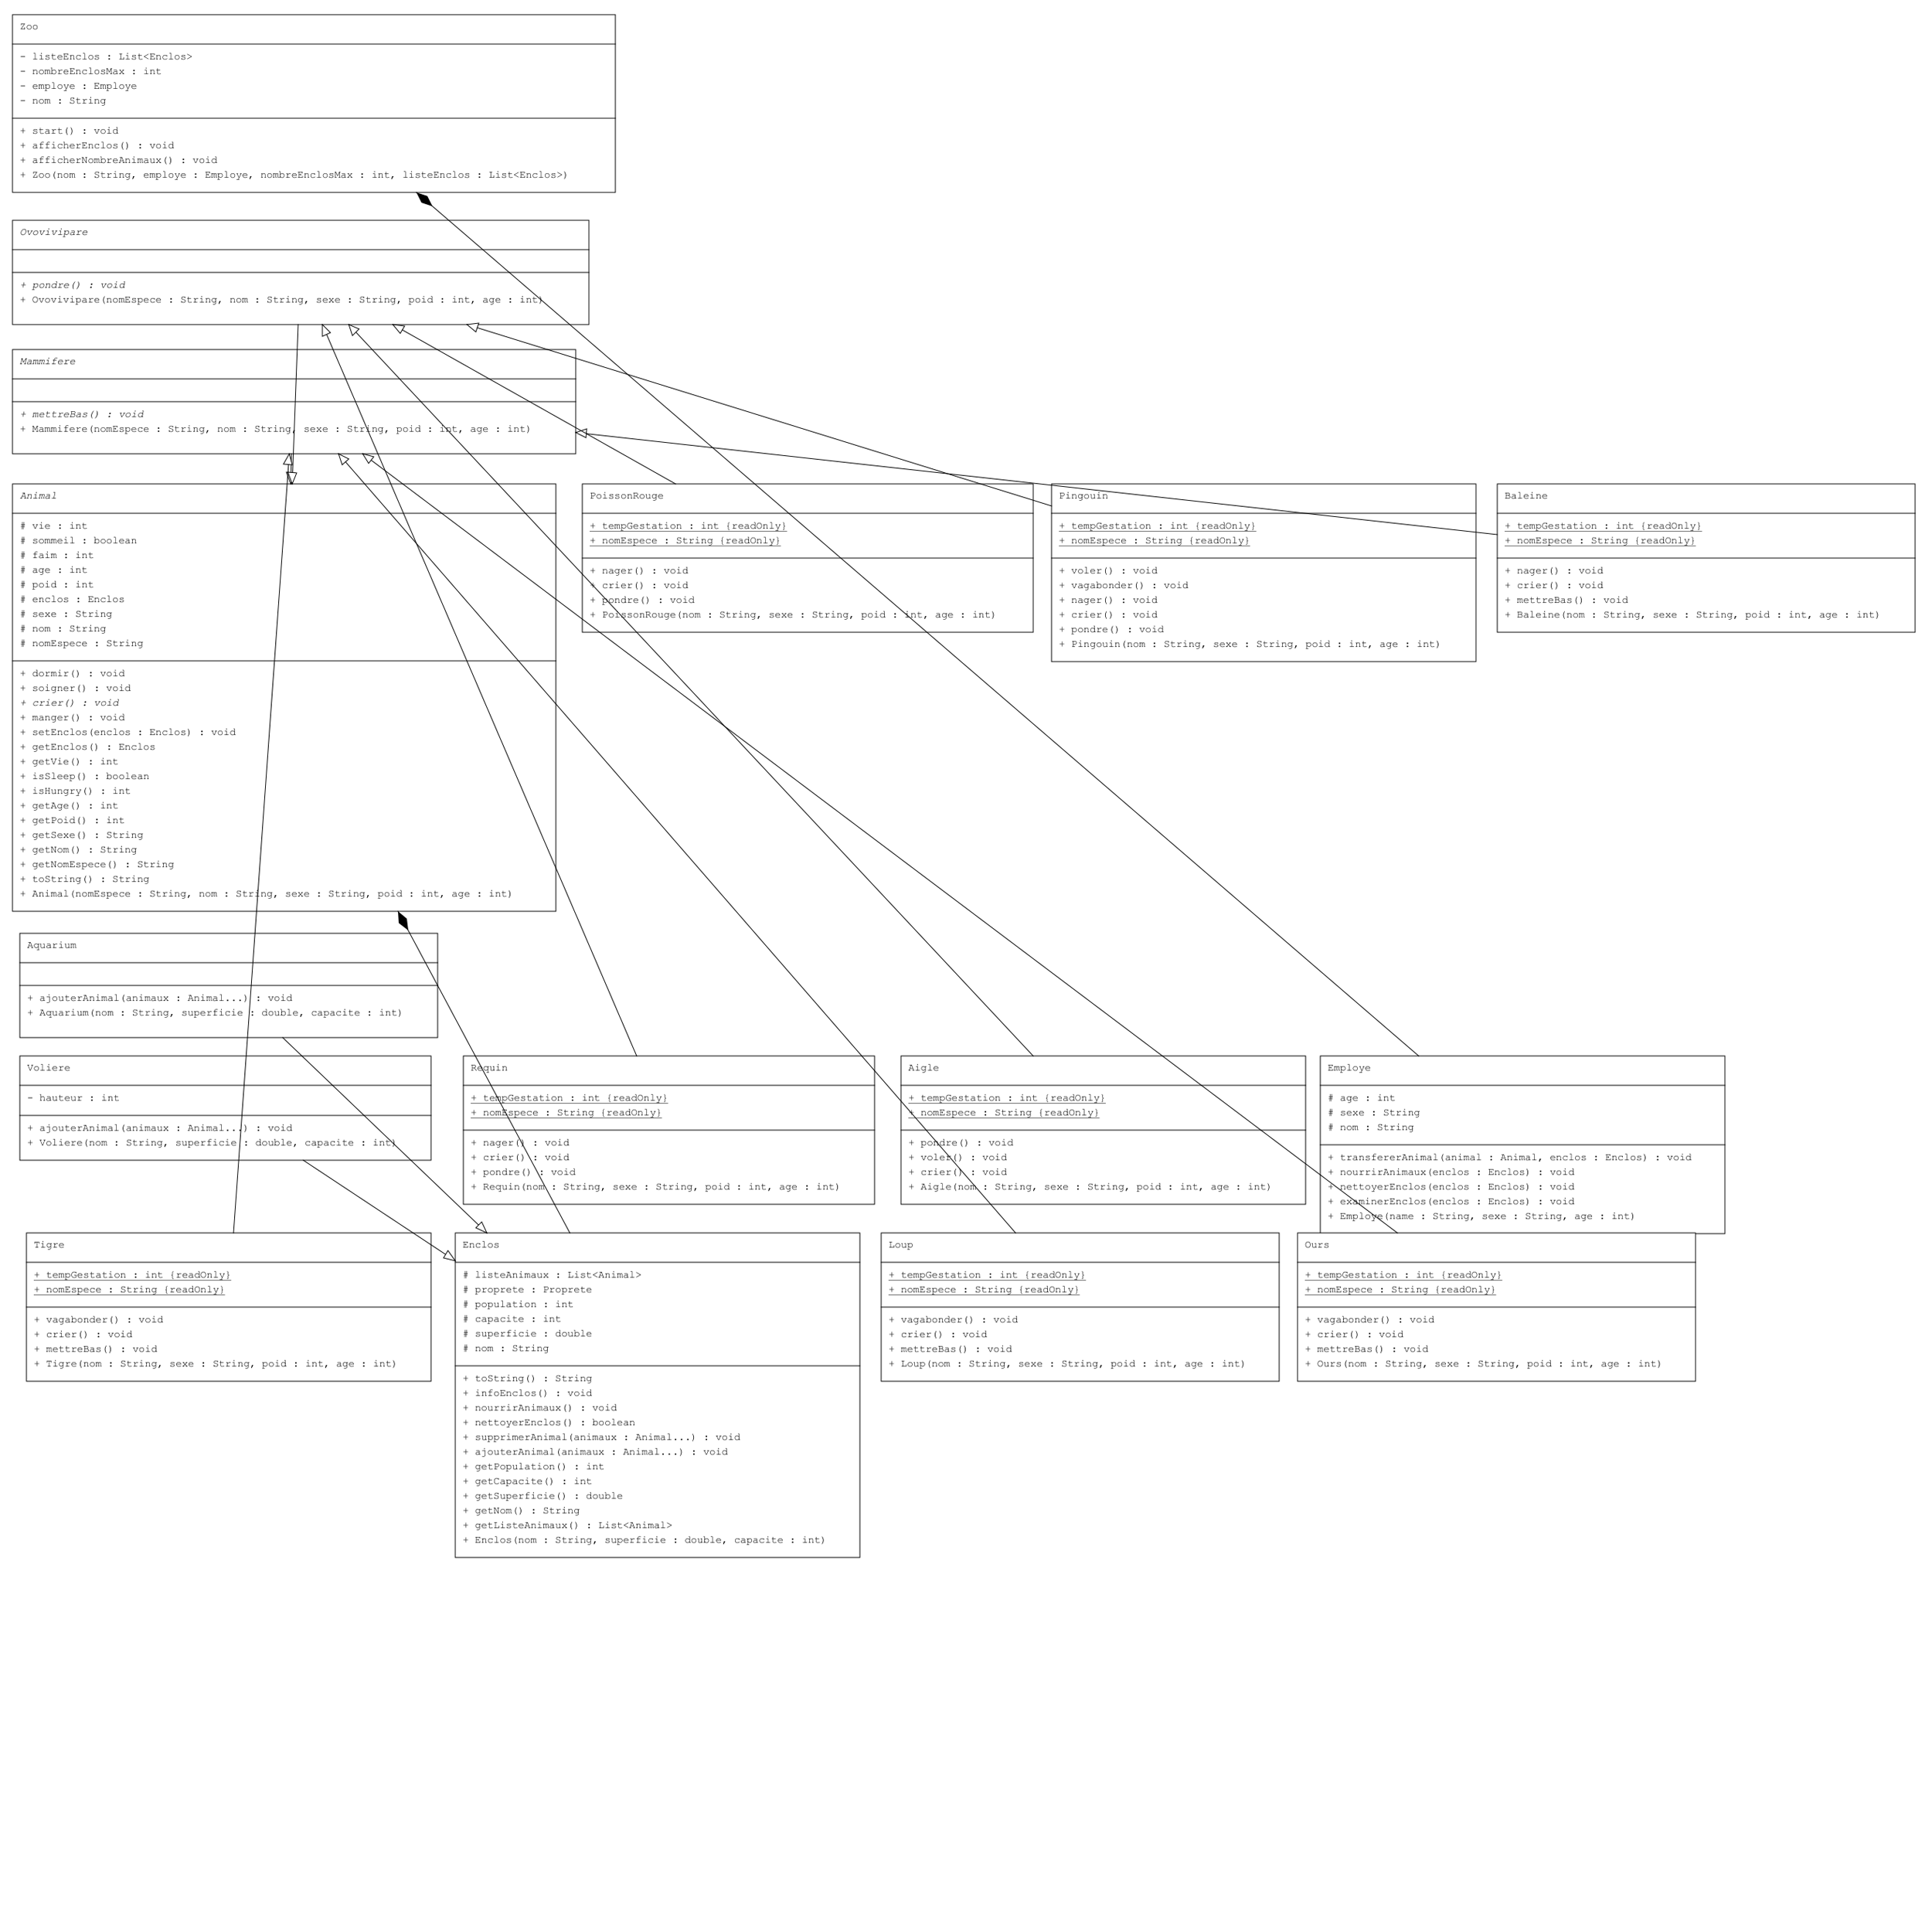 Zoo
- listeEnclos : List<Enclos>
- nombreEnclosMax : int
- employe : Employe
- nom : String
+ start() : void
+ afficherEnclos() : void
+ afficherNombreAnimaux() : void
+ Zoo(nom : String, employe : Employe, nombreEnclosMax : int, listeEnclos : List<Enclos>)
Ovovivipare
+ pondre() : void
+ Ovovivipare(nomEspece : String, nom : String, sexe : String, poid : int, age : int)
Mammifere
+ mettreBas() : void
+ Mammifere(nomEspece : String, nom : String, sexe : String, poid : int, age : int)
Animal
# vie : int
# sommeil : boolean
# faim : int
# age : int
# poid : int
# enclos : Enclos
# sexe : String
# nom : String
# nomEspece : String
+ dormir() : void
+ soigner() : void
+ crier() : void
+ manger() : void
+ setEnclos(enclos : Enclos) : void
+ getEnclos() : Enclos
+ getVie() : int
+ isSleep() : boolean
+ isHungry() : int
+ getAge() : int
+ getPoid() : int
+ getSexe() : String
+ getNom() : String
+ getNomEspece() : String
+ toString() : String
+ Animal(nomEspece : String, nom : String, sexe : String, poid : int, age : int)
PoissonRouge
+ tempGestation : int {readOnly}
+ nomEspece : String {readOnly}
+ nager() : void
+ crier() : void
+ pondre() : void
+ PoissonRouge(nom : String, sexe : String, poid : int, age : int)
Pingouin
+ tempGestation : int {readOnly}
+ nomEspece : String {readOnly}
+ voler() : void
+ vagabonder() : void
+ nager() : void
+ crier() : void
+ pondre() : void
+ Pingouin(nom : String, sexe : String, poid : int, age : int)
Baleine
+ tempGestation : int {readOnly}
+ nomEspece : String {readOnly}
+ nager() : void
+ crier() : void
+ mettreBas() : void
+ Baleine(nom : String, sexe : String, poid : int, age : int)
Aquarium
+ ajouterAnimal(animaux : Animal...) : void
+ Aquarium(nom : String, superficie : double, capacite : int)
Voliere
- hauteur : int
+ ajouterAnimal(animaux : Animal...) : void
+ Voliere(nom : String, superficie : double, capacite : int)
Requin
+ tempGestation : int {readOnly}
+ nomEspece : String {readOnly}
+ nager() : void
+ crier() : void
+ pondre() : void
+ Requin(nom : String, sexe : String, poid : int, age : int)
Aigle
+ tempGestation : int {readOnly}
+ nomEspece : String {readOnly}
+ pondre() : void
+ voler() : void
+ crier() : void
+ Aigle(nom : String, sexe : String, poid : int, age : int)
Employe
# age : int
# sexe : String
# nom : String
+ transfererAnimal(animal : Animal, enclos : Enclos) : void
+ nourrirAnimaux(enclos : Enclos) : void
+ nettoyerEnclos(enclos : Enclos) : void
+ examinerEnclos(enclos : Enclos) : void
+ Employe(name : String, sexe : String, age : int)
Tigre
+ tempGestation : int {readOnly}
+ nomEspece : String {readOnly}
+ vagabonder() : void
+ crier() : void
+ mettreBas() : void
+ Tigre(nom : String, sexe : String, poid : int, age : int)
Enclos
# listeAnimaux : List<Animal>
# proprete : Proprete
# population : int
# capacite : int
# superficie : double
# nom : String
+ toString() : String
+ infoEnclos() : void
+ nourrirAnimaux() : void
+ nettoyerEnclos() : boolean
+ supprimerAnimal(animaux : Animal...) : void
+ ajouterAnimal(animaux : Animal...) : void
+ getPopulation() : int
+ getCapacite() : int
+ getSuperficie() : double
+ getNom() : String
+ getListeAnimaux() : List<Animal>
+ Enclos(nom : String, superficie : double, capacite : int)
Loup
+ tempGestation : int {readOnly}
+ nomEspece : String {readOnly}
+ vagabonder() : void
+ crier() : void
+ mettreBas() : void
+ Loup(nom : String, sexe : String, poid : int, age : int)
Ours
+ tempGestation : int {readOnly}
+ nomEspece : String {readOnly}
+ vagabonder() : void
+ crier() : void
+ mettreBas() : void
+ Ours(nom : String, sexe : String, poid : int, age : int)